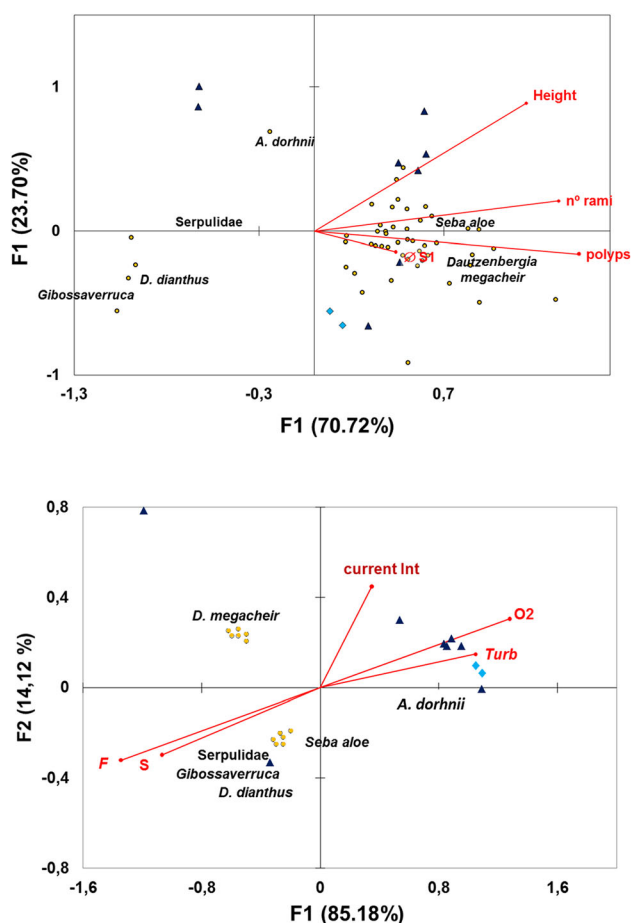 1
Height
A. dorhnii
nº rami
Serpulidae
Seba aloe
0
polyps
Ø S1
Dautzenbergia
megacheir
D. dianthus
Gibossaverruca
F1 (23.70%)
-1
-1,3
-0,3
0,7
F1 (70.72%)
0,8
current Int
D. megacheir
0,4
O2
Turb
0
A. dorhnii
F2 (14,12 %)
Seba aloe
Serpulidae
F
S
Gibossaverruca
-0,4
D. dianthus
-0,8
-1,6
-0,8
0
0,8
1,6
F1 (85.18%)